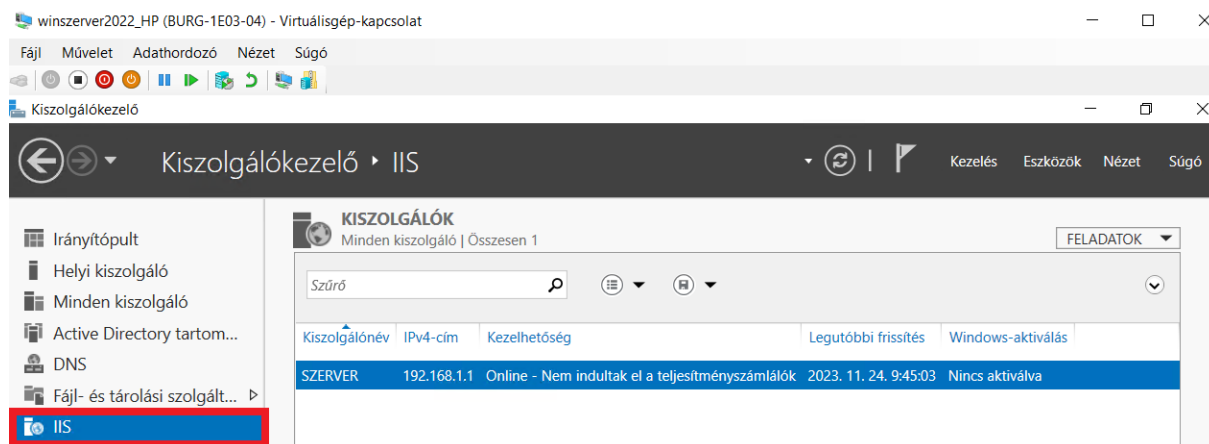 winszerver2022_HP (BURG-1E03-04) - Virtuálisgép-kapcsolat
Fájl Művelet Adathordozó Nézet Súgó
Kiszolgálókezelő
Kiszolgálókezelő ‣ IIS
Kezelés Eszközök Nézet Súgó
Irányítópult
Helyi kiszolgáló
Minden kiszolgáló
Active Directory tartom...
DNS
Fájl- és tárolási szolgált...
IIS
KISZOLGÁLÓK
Minden kiszolgáló | Összesen 1
FELADATOK
Szűrő
Kiszolgálónév IPv4-cím Kezelhetőség Legutóbbi frissítés Windows-aktiválás
SZERVER 192.168.1.1 Online - Nem indultak el a teljesítményszámlálók 2023. 11. 24. 9:45:03 Nincs aktiválva